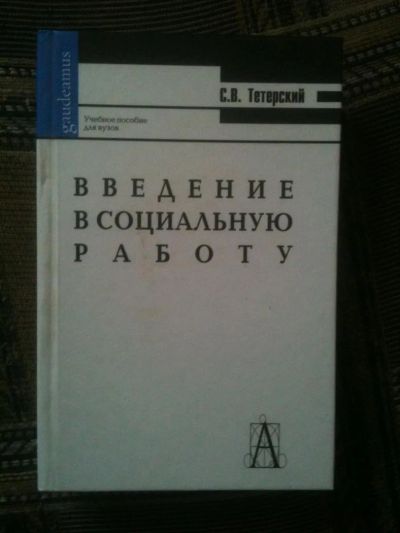 gaudeamus
С.В. Тетерский
Учебное пособие
для вузов
ВВЕДЕНИЕ
В СОЦИАЛЬНУЮ
РАБОТУ
А